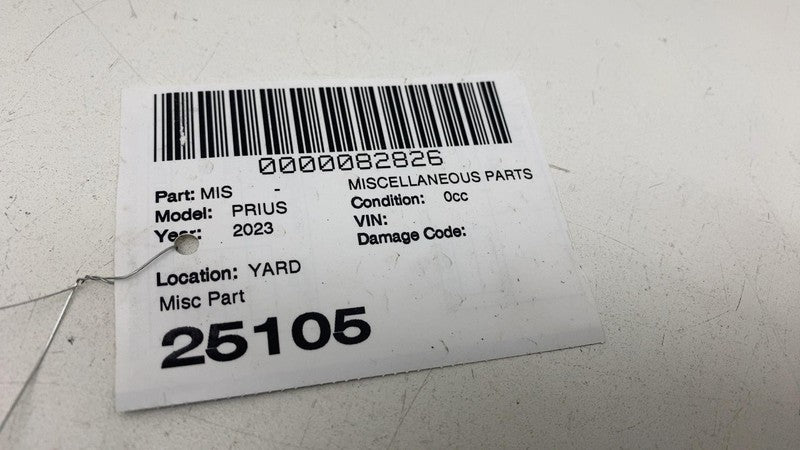 0000082826
Part: MIS - MISCELLANEOUS PARTS
Model: PRIUS Condition: 0cc
Year: 2023 VIN:
Damage Code:
Location: YARD
Misc Part
25105